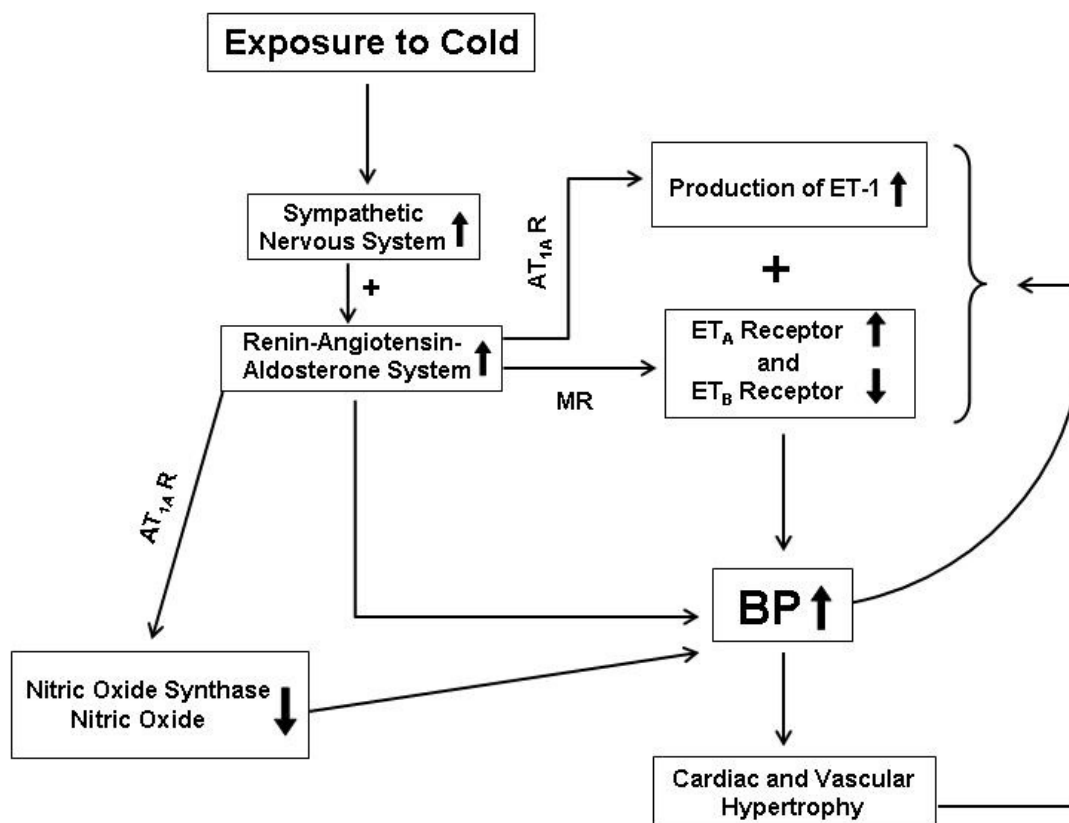 Exposure to Cold
Sympathetic
Nervous System
+
Renin-Angiotensin-
Aldosterone System
AT1A R
MR
Production of ET-1
+
ETA Receptor
and
ETB Receptor
AT1A R
BP
Nitric Oxide Synthase
Nitric Oxide
Cardiac and Vascular
Hypertrophy